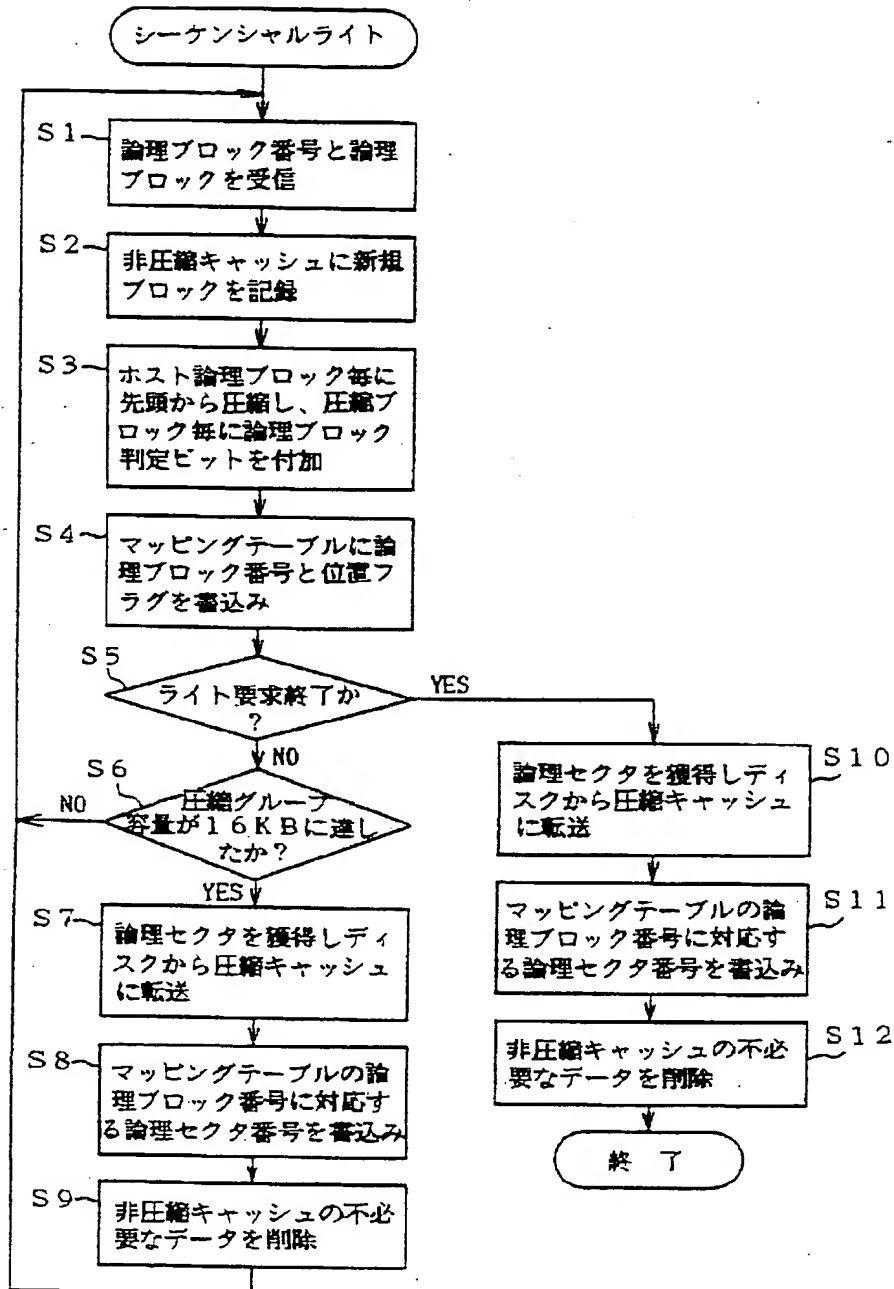 シーケンシャルライト
S1
論理ブロック番号と論理
ブロックを受信
S2
非圧縮キャッシュに新規
ブロックを記録
S3
ホスト論理ブロック毎に
先頭から圧縮し、圧縮ブ
ロック毎に論理ブロック
判定ビットを付加
S4
マッピングテーブルに論
理ブロック番号と位置フ
ラグを書込み
S5
ライト要求終了か
?
YES
NO
S6
圧縮グループ
容量が16KBに達し
たか?
NO
YES
S7
論理セクタを獲得しディ
スクから圧縮キャッシュ
に転送
S8
マッピングテーブルの論
理ブロック番号に対応す
る論理セクタ番号を書込み
S9
非圧縮キャッシュの不必
要なデータを削除
S10
論理セクタを獲得しディ
スクから圧縮キャッシュ
に転送
S11
マッピングテーブルの論
理ブロック番号に対応す
る論理セクタ番号を書込み
S12
非圧縮キャッシュの不必
要なデータを削除
終 了